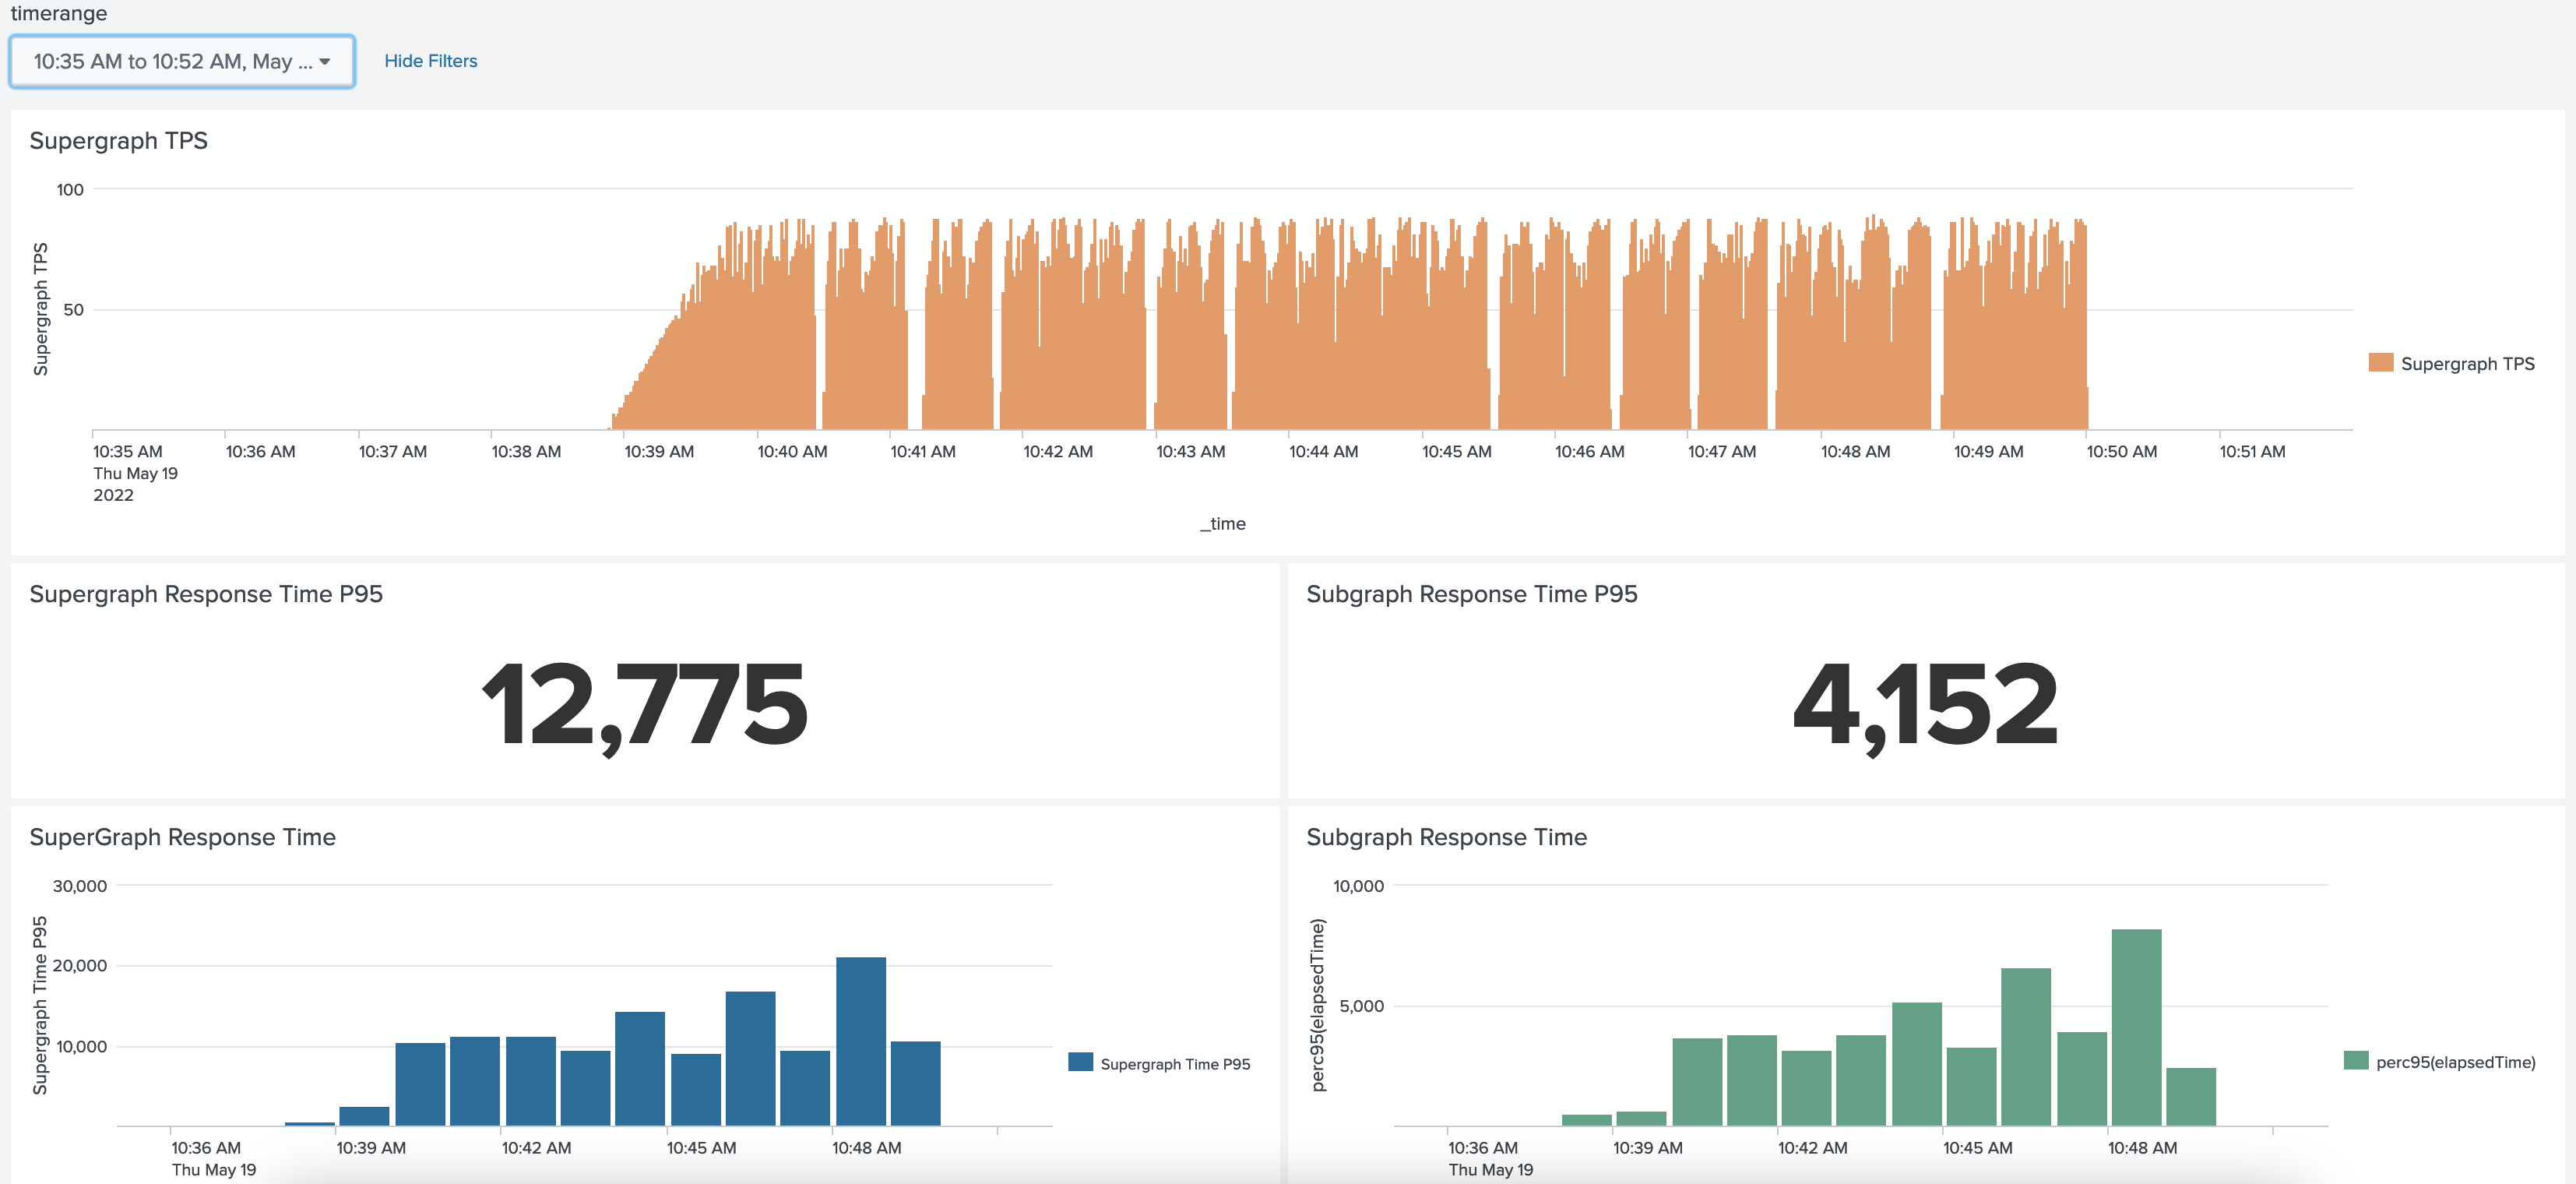 timerange
10:35 AM to 10:52 AM, May ...
Hide Filters
Supergraph TPS
100
50
Supergraph TPS
Supergraph TPS
10:35 AM 10:36 AM 10:37 AM 10:38 AM 10:39 AM 10:40 AM 10:41 AM 10:42 AM 10:43 AM 10:44 AM 10:45 AM 10:46 AM 10:47 AM 10:48 AM 10:49 AM 10:50 AM 10:51 AM
Thu May 19
2022
_time
Supergraph Response Time P95
12,775
Subgraph Response Time P95
4,152
SuperGraph Response Time
30,000
20,000
10,000
Supergraph Time P95
Supergraph Time P95
10:36 AM 10:39 AM 10:42 AM 10:45 AM 10:48 AM
Thu May 19
Subgraph Response Time
10,000
5,000
perc95(elapsedTime)
perc95(elapsedTime)
10:36 AM 10:39 AM 10:42 AM 10:45 AM 10:48 AM
Thu May 19